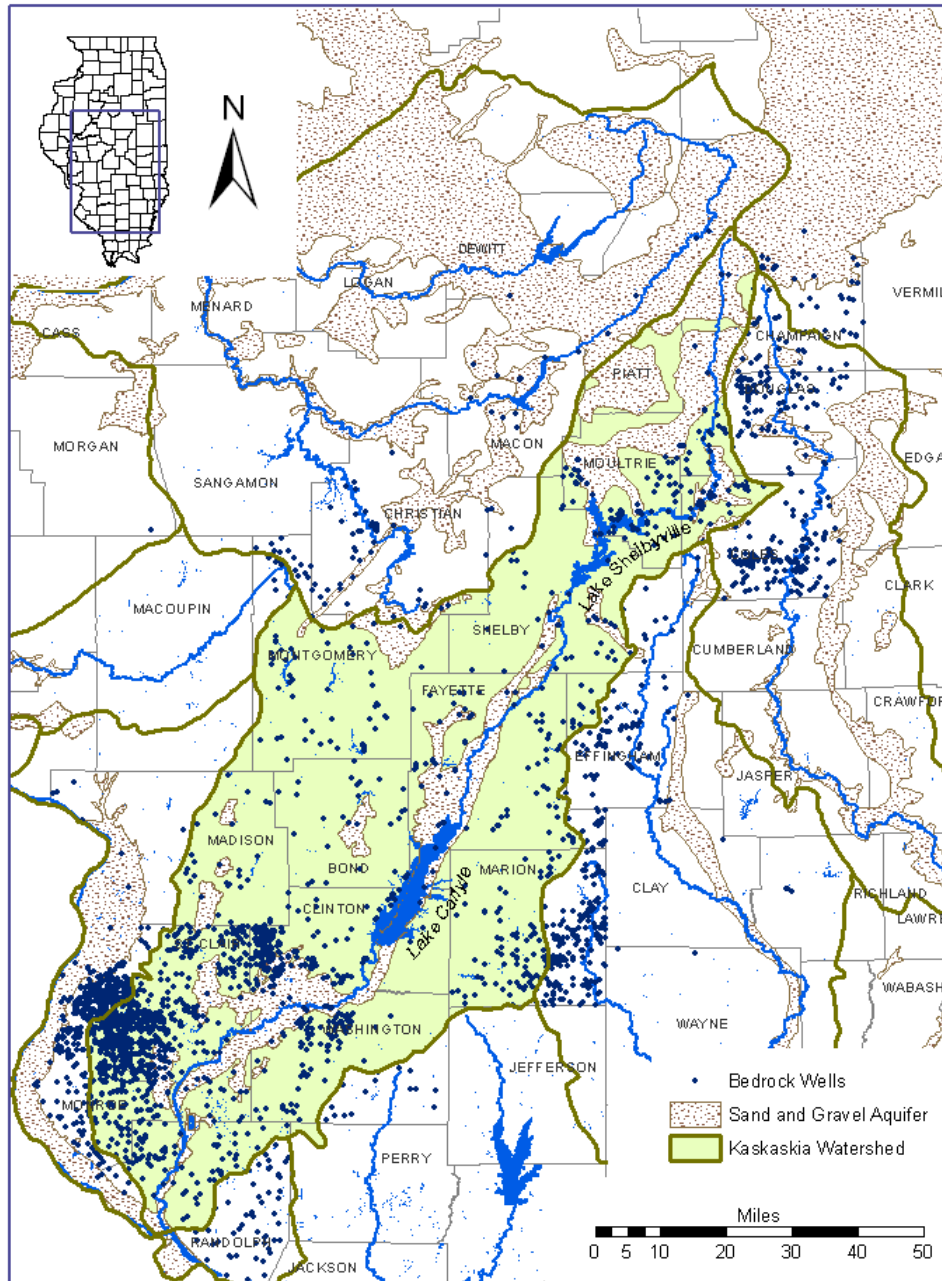 N
DEWITT
LOGAN
MENARD
CASS
VERMIL
CHAMPAIGN
PIATT
DOUGLAS
MORGAN
MACON
EDGA
MOULTRIE
SANGAMON
CHRISTIAN
COLES
Lake Shelbyville
CLARK
MACOUPIN
SHELBY
CUMBERLAND
MONTGOMERY
FAYETTE
CRAWFOR
EFFINGHAM
JASPER
MADISON
BOND
MARION
CLAY
RICHLAND
CLINTON
LAWRE
Lake Carlyle
ST CLAIR
WABASH
WASHINGTON
WAYNE
JEFFERSON
Bedrock Wells
MONROE
Sand and Gravel Aquifer
Kaskaskia Watershed
PERRY
Miles
RANDOLPH
0 5 10 20 30 40 50
JACKSON